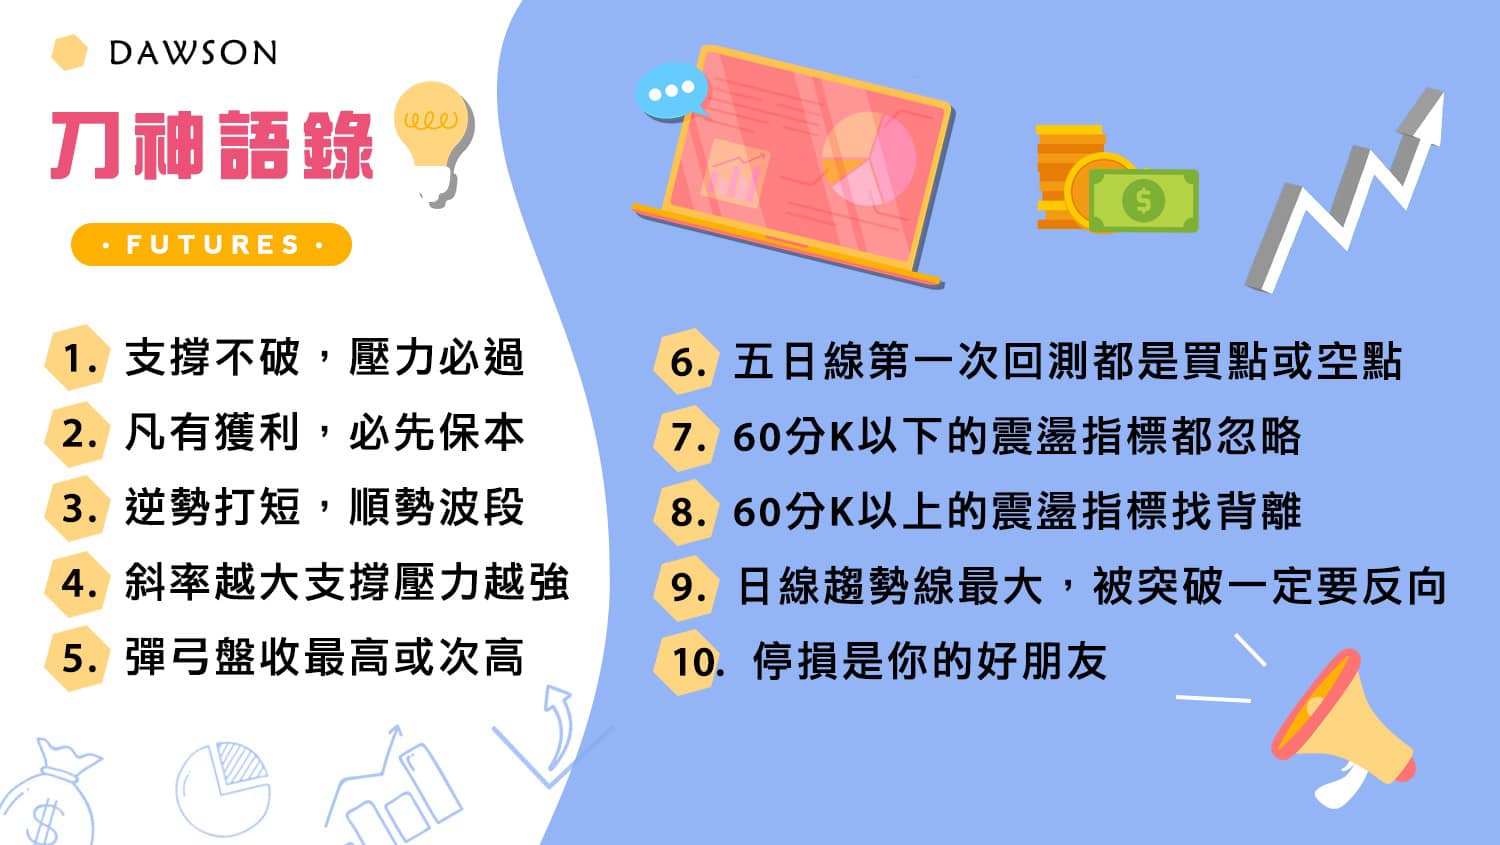 DAWSON
刀神語錄
· FUTURES ·
1. 支撐不破，壓力必過
2. 凡有獲利，必先保本
3. 逆勢打短，順勢波段
4. 斜率越大支撐壓力越強
5. 彈弓盤收最高或次高
6. 五日線第一次回測都是買點或空點
7. 60分K以下的震盪指標都忽略
8. 60分K以上的震盪指標找背離
9. 日線趨勢線最大，被突破一定要反向
10. 停損是你的好朋友